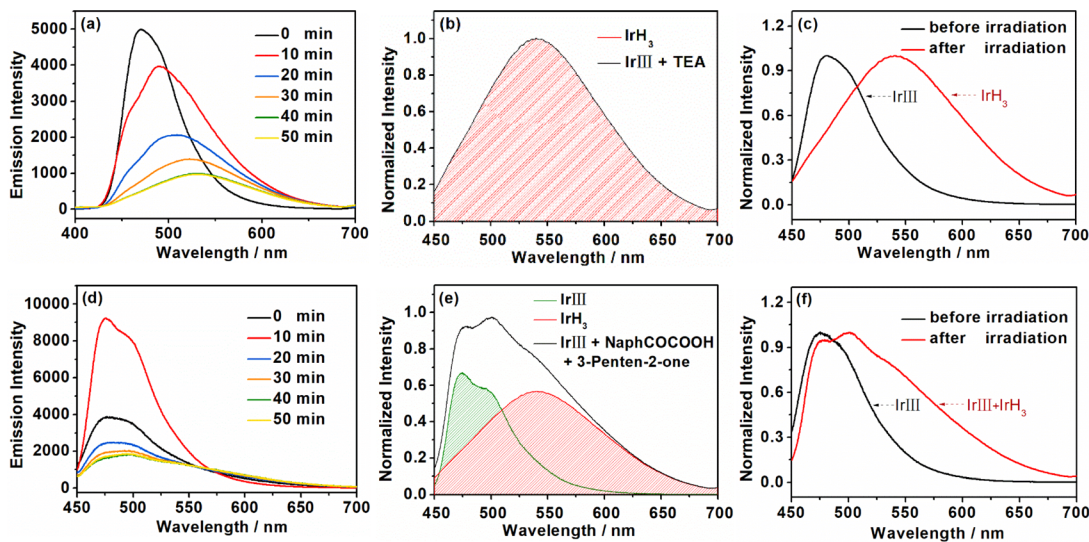 (a)
0 min
10 min
20 min
30 min
40 min
50 min
Emission Intensity
5000
4000
3000
2000
1000
0
400 500 600 700
Wavelength / nm
(b)
IrH3
IrIII + TEA
Normalized Intensity
1.0
0.8
0.6
0.4
0.2
0.0
450 500 550 600 650 700
Wavelength / nm
(c)
before irradiation
after irradiation
IrIII
IrH3
Normalized Intensity
1.2
0.9
0.6
0.3
0.0
450 500 550 600 650 700
Wavelength / nm
(d)
0 min
10 min
20 min
30 min
40 min
50 min
Emission Intensity
10000
8000
6000
4000
2000
0
450 500 550 600 650 700
Wavelength / nm
(e)
IrIII
IrH3
IrIII + NaphCOCOOH
+ 3-Penten-2-one
Normalized Intensity
1.0
0.8
0.6
0.4
0.2
0.0
450 500 550 600 650 700
Wavelength / nm
(f)
before irradiation
after irradiation
IrIII
IrIII+IrH3
Normalized Intensity
1.2
0.9
0.6
0.3
0.0
450 500 550 600 650 700
Wavelength / nm